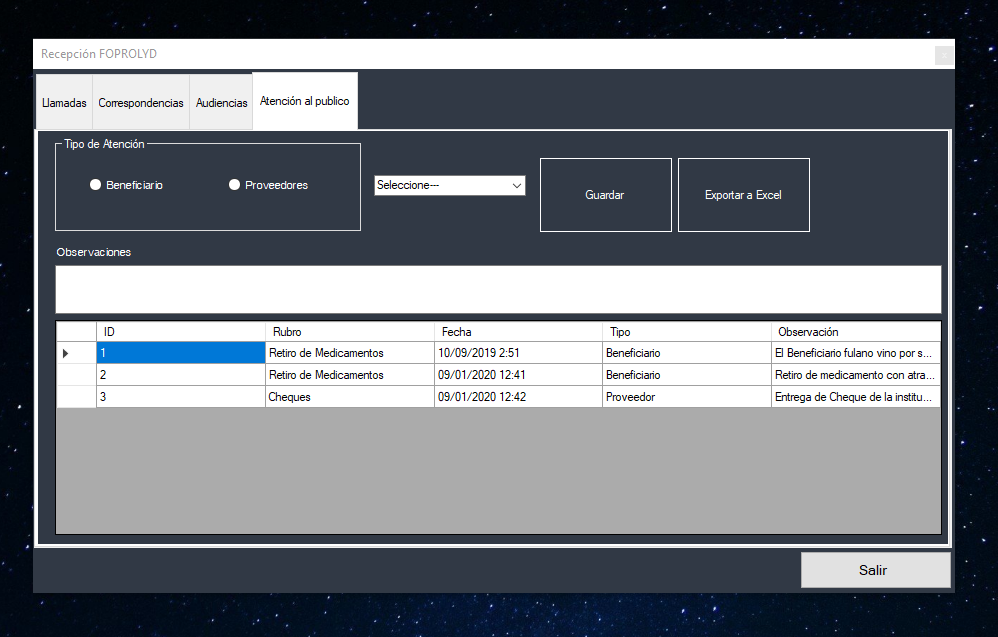 Recepción FOPROLYD
Llamadas Correspondencias Audiencias Atención al publico
Tipo de Atención
Beneficiario Proveedores
Seleccione---
Guardar
Exportar a Excel
Observaciones
ID Rubro Fecha Tipo Observación
1 Retiro de Medicamentos 10/09/2019 2:51 Beneficiario El Beneficiario fulano vino por s...
2 Retiro de Medicamentos 09/01/2020 12:41 Beneficiario Retiro de medicamento con atra...
3 Cheques 09/01/2020 12:42 Proveedor Entrega de Cheque de la institu...
Salir